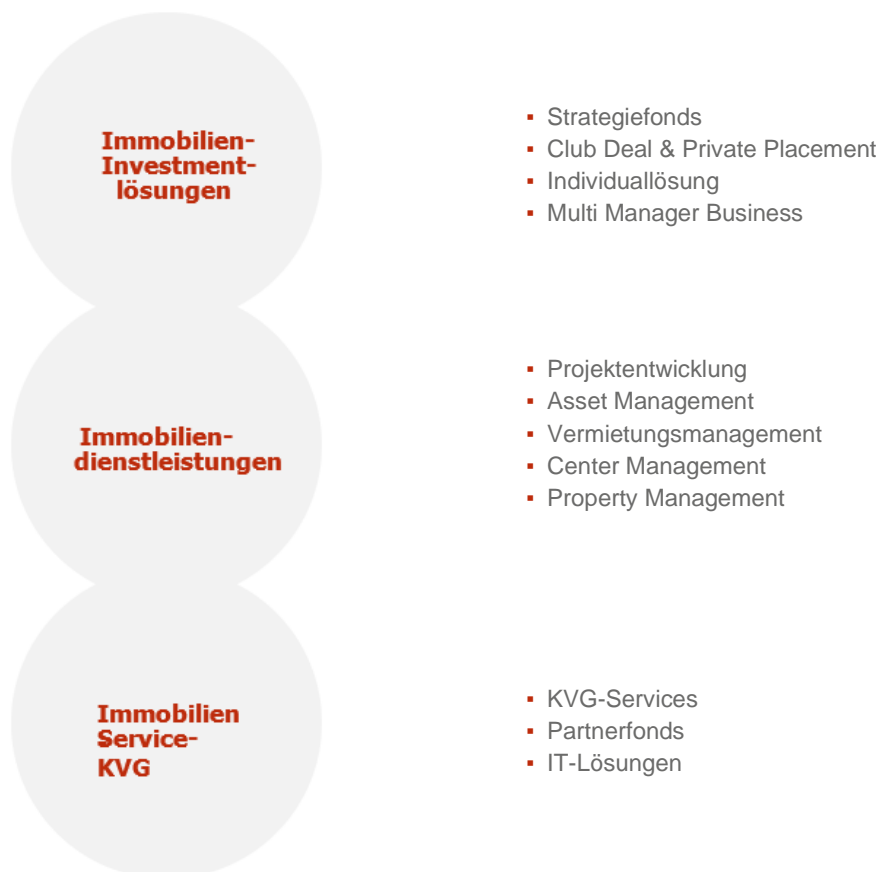 Immobilien-
Investment-
lösungen
▪ Strategiefonds
▪ Club Deal & Private Placement
▪ Individuallösung
▪ Multi Manager Business
Immobilien-
dienstleistungen
▪ Projektentwicklung
▪ Asset Management
▪ Vermietungsmanagement
▪ Center Management
▪ Property Management
Immobilien
Service-
KVG
▪ KVG-Services
▪ Partnerfonds
▪ IT-Lösungen